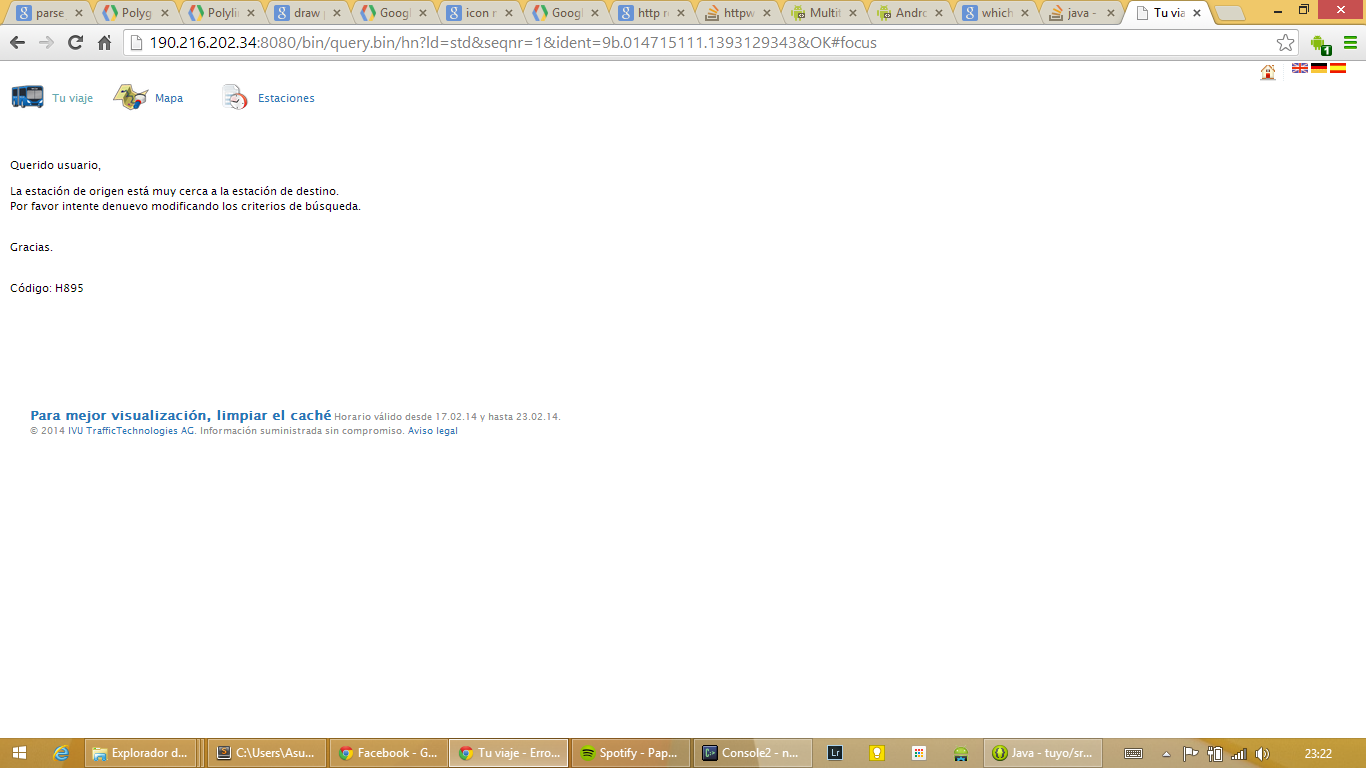 parse
Polyg
Polyli
draw
Googl
icon r
Googl
http r
httpw
Multit
Andro
which
java -
Tu via
190.216.202.34:8080/bin/query.bin/hn?ld=std&seqnr=1&ident=9b.014715111.1393129343&OK#focus
1
Tu viaje Mapa Estaciones
Querido usuario,
La estación de origen está muy cerca a la estación de destino.
Por favor intente denuevo modificando los criterios de búsqueda.
Gracias.
Código: H895
Para mejor visualización, limpiar el caché Horario válido desde 17.02.14 y hasta 23.02.14.
© 2014 IVU TrafficTechnologies AG. Información suministrada sin compromiso. Aviso legal
Explorador d... C:\Users\Asu... Facebook - G... Tu viaje - Erro... Spotify - Pap... Console2 - n... Lr Java - tuyo/sr... 23:22